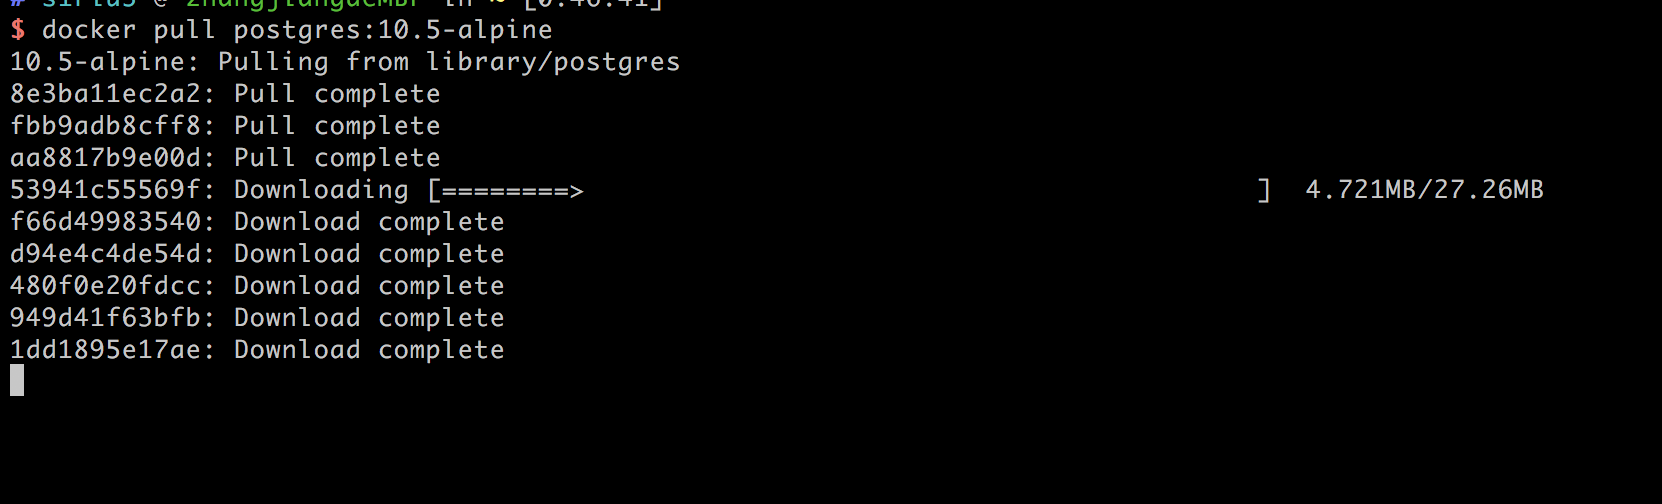 $ docker pull postgres:10.5-alpine
10.5-alpine: Pulling from library/postgres
8e3ba11ec2a2: Pull complete
fbb9adb8cff8: Pull complete
aa8817b9e00d: Pull complete
53941c55569f: Downloading [========>                                          ]  4.721MB/27.26MB
f66d49983540: Download complete
d94e4c4de54d: Download complete
480f0e20fdcc: Download complete
949d41f63bfb: Download complete
1dd1895e17ae: Download complete